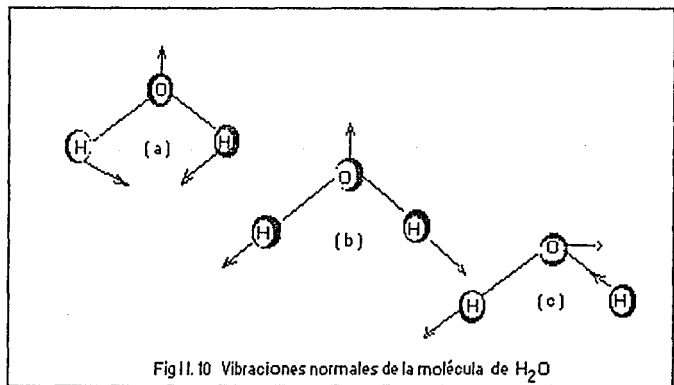 O
H
H
(a)
O
H
H
(b)
O
H
H
(c)
Fig II. 10 Vibraciones normales de la molécula de H₂O